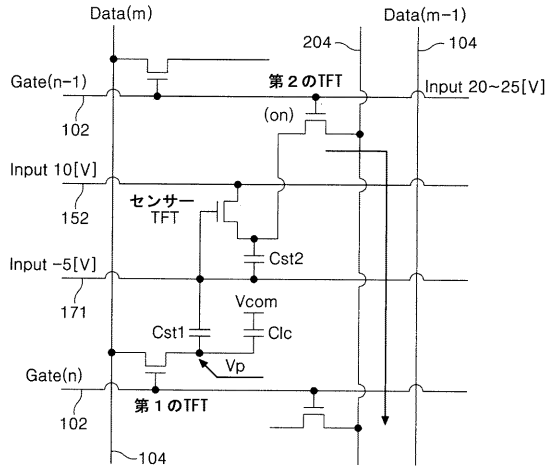 Data(m)
Data(m-1)
204
104
Gate(n-1)
第2のTFT
Input 20~25[V]
102
(on)
Input 10[V]
152
センサー
TFT
Cst2
Input -5[V]
171
Vcom
Cst1
Clc
Vp
Gate(n)
102
第1のTFT
104